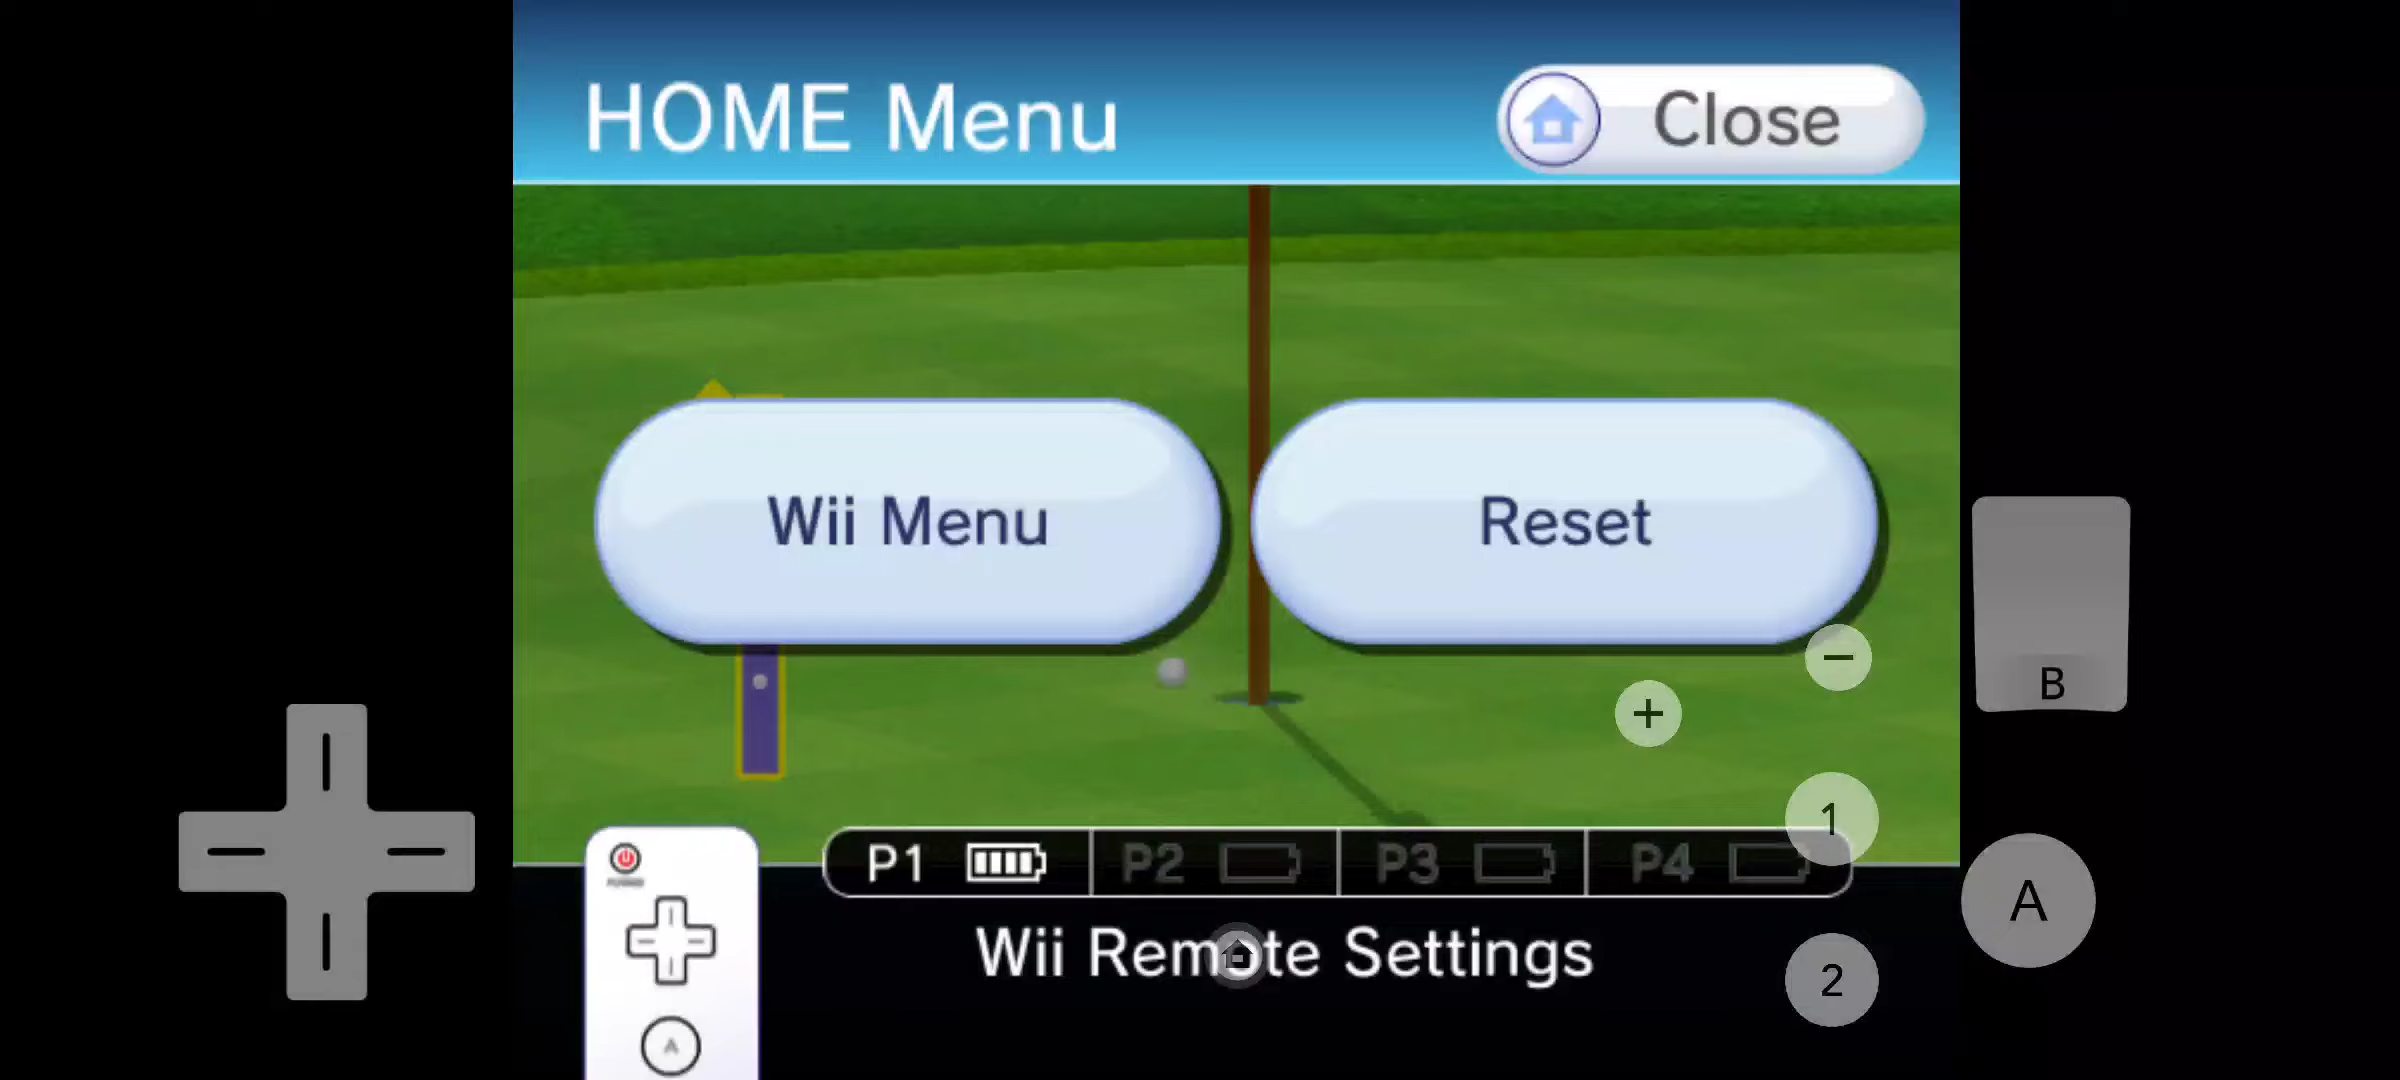 HOME Menu
Close
Wii Menu
Reset
−
+
B
1
P1
P2
P3
P4
A
Wii Remote Settings
2
A